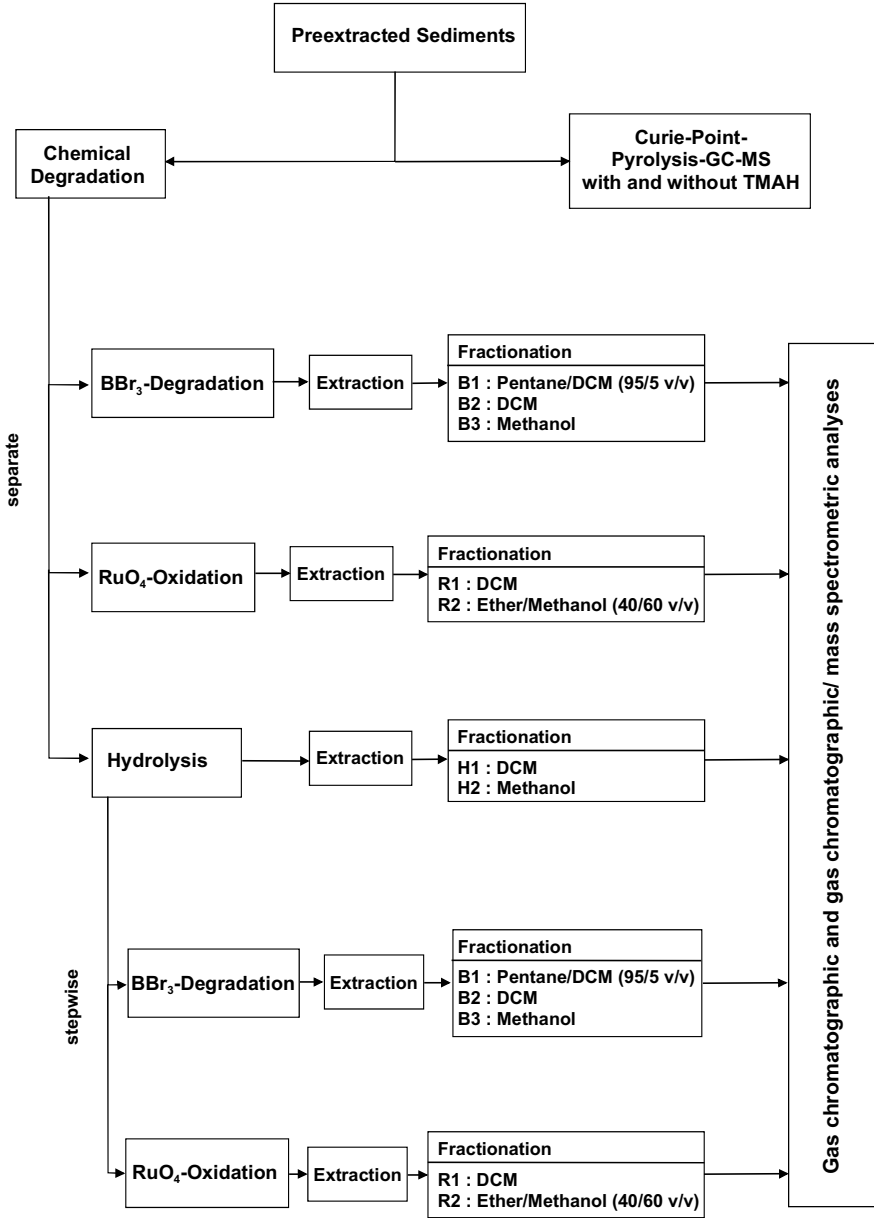 Preextracted Sediments
Chemical
Degradation
Curie-Point-
Pyrolysis-GC-MS
with and without TMAH
separate
BBr₃-Degradation
Extraction
Fractionation
B1 : Pentane/DCM (95/5 v/v)
B2 : DCM
B3 : Methanol
RuO₄-Oxidation
Extraction
Fractionation
R1 : DCM
R2 : Ether/Methanol (40/60 v/v)
Hydrolysis
Extraction
Fractionation
H1 : DCM
H2 : Methanol
stepwise
BBr₃-Degradation
Extraction
Fractionation
B1 : Pentane/DCM (95/5 v/v)
B2 : DCM
B3 : Methanol
RuO₄-Oxidation
Extraction
Fractionation
R1 : DCM
R2 : Ether/Methanol (40/60 v/v)
Gas chromatographic and gas chromatographic/ mass spectrometric analyses